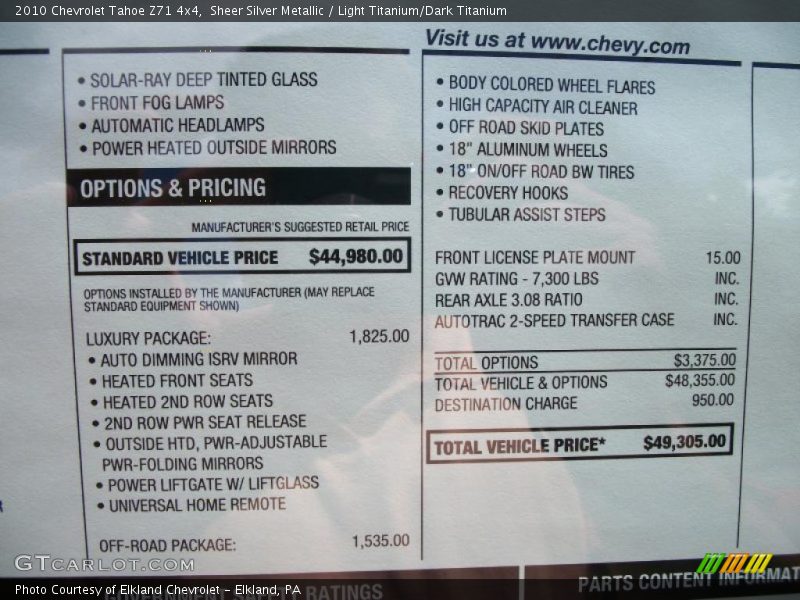 2010 Chevrolet Tahoe Z71 4x4, Sheer Silver Metallic / Light Titanium/Dark Titanium
Visit us at www.chevy.com
• SOLAR-RAY DEEP TINTED GLASS
• FRONT FOG LAMPS
• AUTOMATIC HEADLAMPS
• POWER HEATED OUTSIDE MIRRORS
OPTIONS & PRICING
MANUFACTURER'S SUGGESTED RETAIL PRICE
STANDARD VEHICLE PRICE $44,980.00
OPTIONS INSTALLED BY THE MANUFACTURER (MAY REPLACE
STANDARD EQUIPMENT SHOWN)
LUXURY PACKAGE: 1,825.00
• AUTO DIMMING ISRV MIRROR
• HEATED FRONT SEATS
• HEATED 2ND ROW SEATS
• 2ND ROW PWR SEAT RELEASE
• OUTSIDE HTD, PWR-ADJUSTABLE
PWR-FOLDING MIRRORS
• POWER LIFTGATE W/ LIFTGLASS
• UNIVERSAL HOME REMOTE
OFF-ROAD PACKAGE: 1,535.00
• BODY COLORED WHEEL FLARES
• HIGH CAPACITY AIR CLEANER
• OFF ROAD SKID PLATES
• 18" ALUMINUM WHEELS
• 18" ON/OFF ROAD BW TIRES
• RECOVERY HOOKS
• TUBULAR ASSIST STEPS
FRONT LICENSE PLATE MOUNT 15.00
GVW RATING - 7,300 LBS INC.
REAR AXLE 3.08 RATIO INC.
AUTOTRAC 2-SPEED TRANSFER CASE INC.
TOTAL OPTIONS $3,375.00
TOTAL VEHICLE & OPTIONS $48,355.00
DESTINATION CHARGE 950.00
TOTAL VEHICLE PRICE* $49,305.00
GTcarlot.com
Photo Courtesy of Elkland Chevrolet - Elkland, PA
GOVERNMENT SAFETY RATINGS
PARTS CONTENT INFORMAT